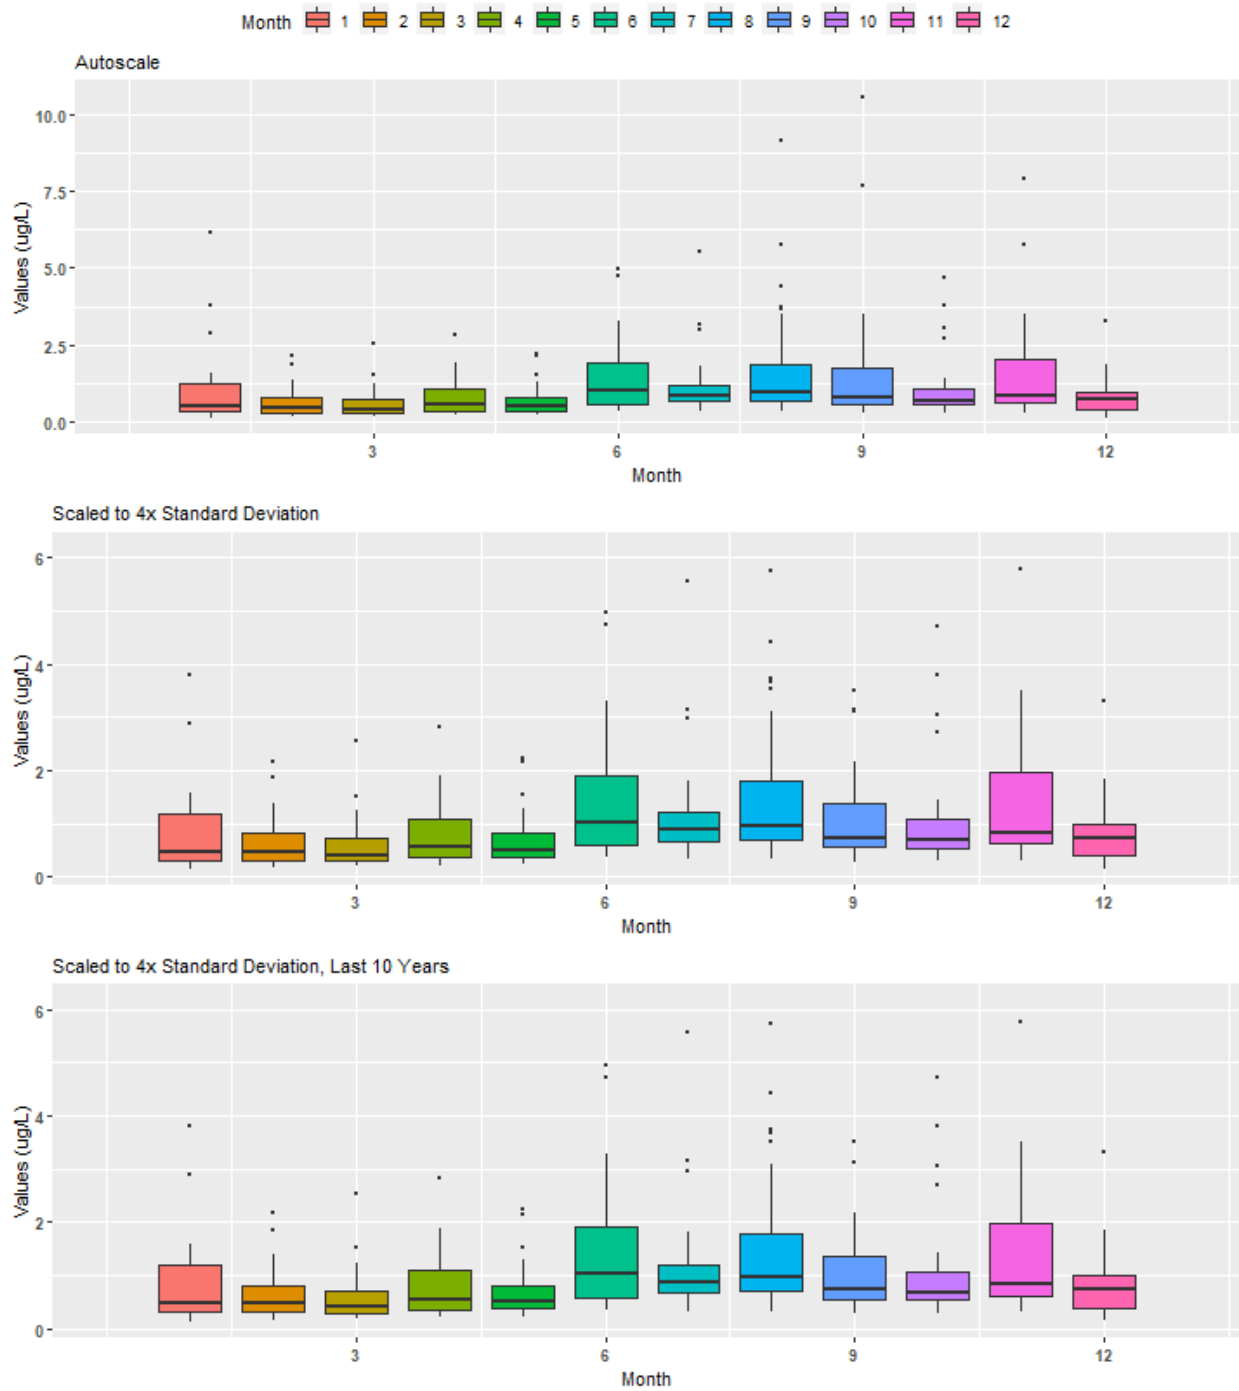 Month 1 2 3 4 5 6 7 8 9 10 11 12
Autoscale
Values (ug/L)
10.0
7.5
5.0
2.5
0.0
3 6 9 12
Month
Scaled to 4x Standard Deviation
Values (ug/L)
6
4
2
0
3 6 9 12
Month
Scaled to 4x Standard Deviation, Last 10 Years
Values (ug/L)
6
4
2
0
3 6 9 12
Month